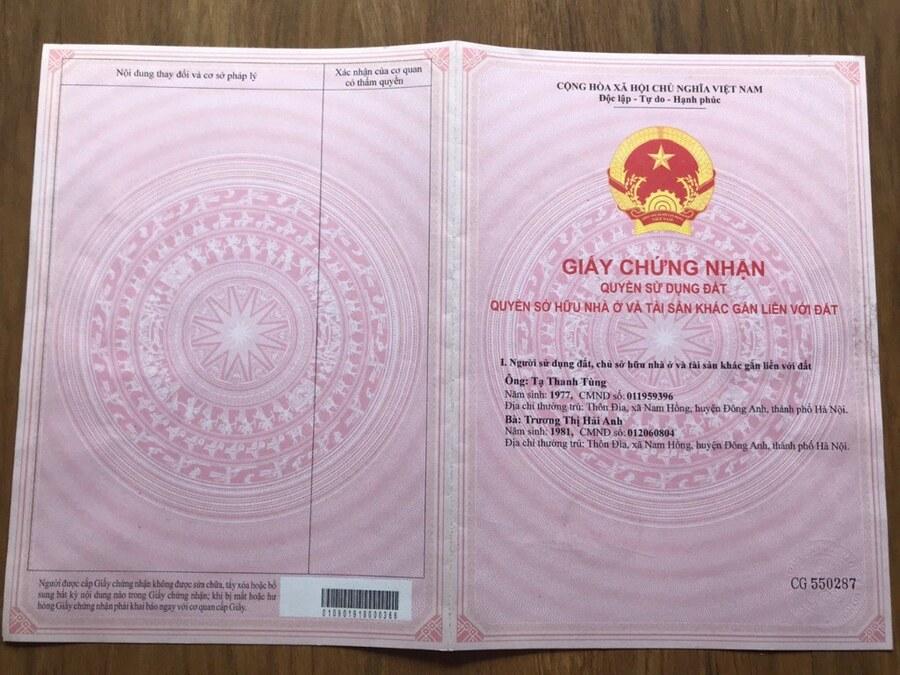 Nội dung thay đổi và cơ sở pháp lý
Xác nhận của cơ quan
có thẩm quyền
Người được cấp Giấy chứng nhận không được sửa chữa, tẩy xóa hoặc bổ
sung bất kỳ nội dung nào trong Giấy chứng nhận; khi bị mất hoặc hư
hỏng Giấy chứng nhận phải khai báo ngay với cơ quan cấp Giấy.
CỘNG HÒA XÃ HỘI CHỦ NGHĨA VIỆT NAM
Độc lập - Tự do - Hạnh phúc
GIẤY CHỨNG NHẬN
QUYỀN SỬ DỤNG ĐẤT
QUYỀN SỞ HỮU NHÀ Ở VÀ TÀI SẢN KHÁC GẮN LIỀN VỚI ĐẤT
I. Người sử dụng đất, chủ sở hữu nhà ở và tài sản khác gắn liền với đất
Ông: Tạ Thanh Tùng
Năm sinh: 1977, CMND số: 011959396
Địa chỉ thường trú: Thôn Đìa, xã Nam Hồng, huyện Đông Anh, thành phố Hà Nội.
Bà: Trương Thị Hải Anh
Năm sinh: 1981, CMND số: 012060804
Địa chỉ thường trú: Thôn Đìa, xã Nam Hồng, huyện Đông Anh, thành phố Hà Nội.
CG 550287